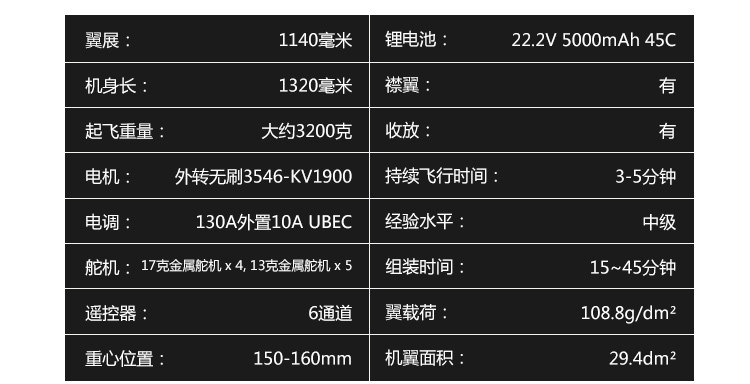 翼展： 1140毫米 锂电池： 22.2V 5000mAh 45C
机身长： 1320毫米 襟翼： 有
起飞重量： 大约3200克 收放： 有
电机： 外转无刷3546-KV1900 持续飞行时间： 3-5分钟
电调： 130A外置10A UBEC 经验水平： 中级
舵机： 17克金属舵机 x 4, 13克金属舵机 x 5 组装时间： 15~45分钟
遥控器： 6通道 翼载荷： 108.8g/dm²
重心位置： 150-160mm 机翼面积： 29.4dm²